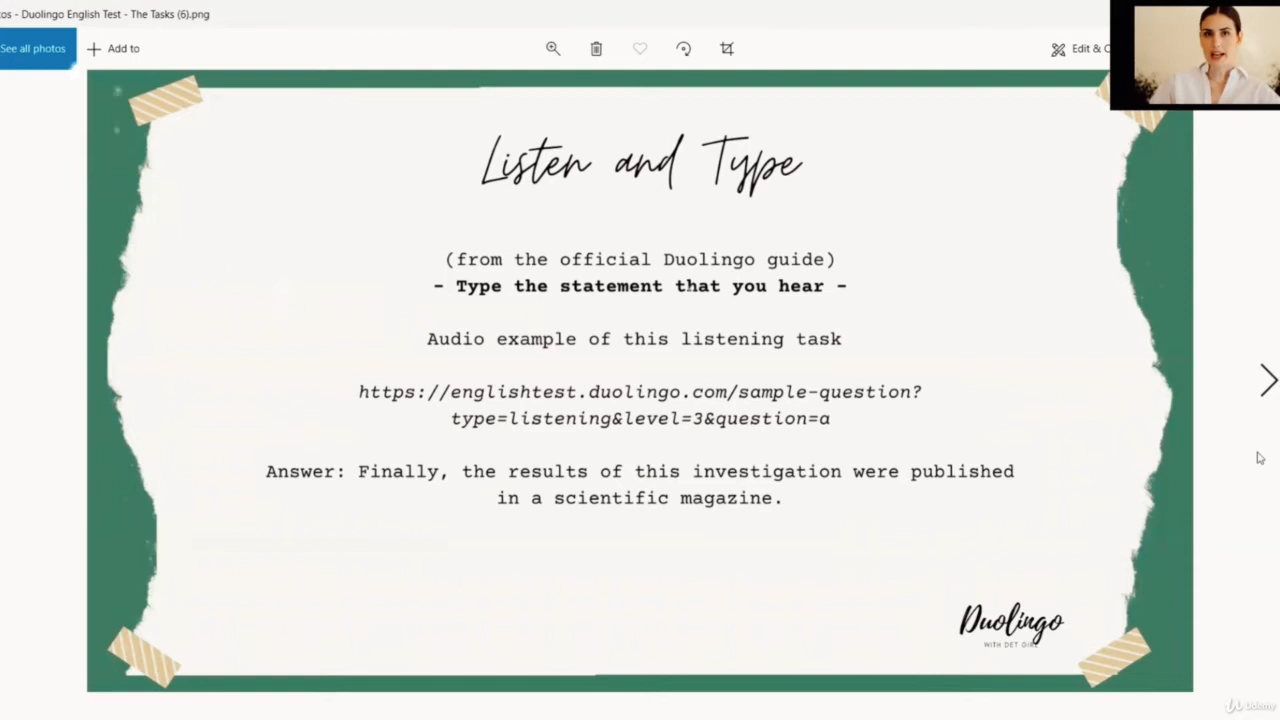 os - Duolingo English Test - The Tasks (6).png
See all photos
Add to
Edit & C
Listen and Type
(from the official Duolingo guide)
- Type the statement that you hear -
Audio example of this listening task
https://englishtest.duolingo.com/sample-question?
type=listening&level=3&question=a
Answer: Finally, the results of this investigation were published
in a scientific magazine.
Duolingo
WITH DET GIRL
Udemy